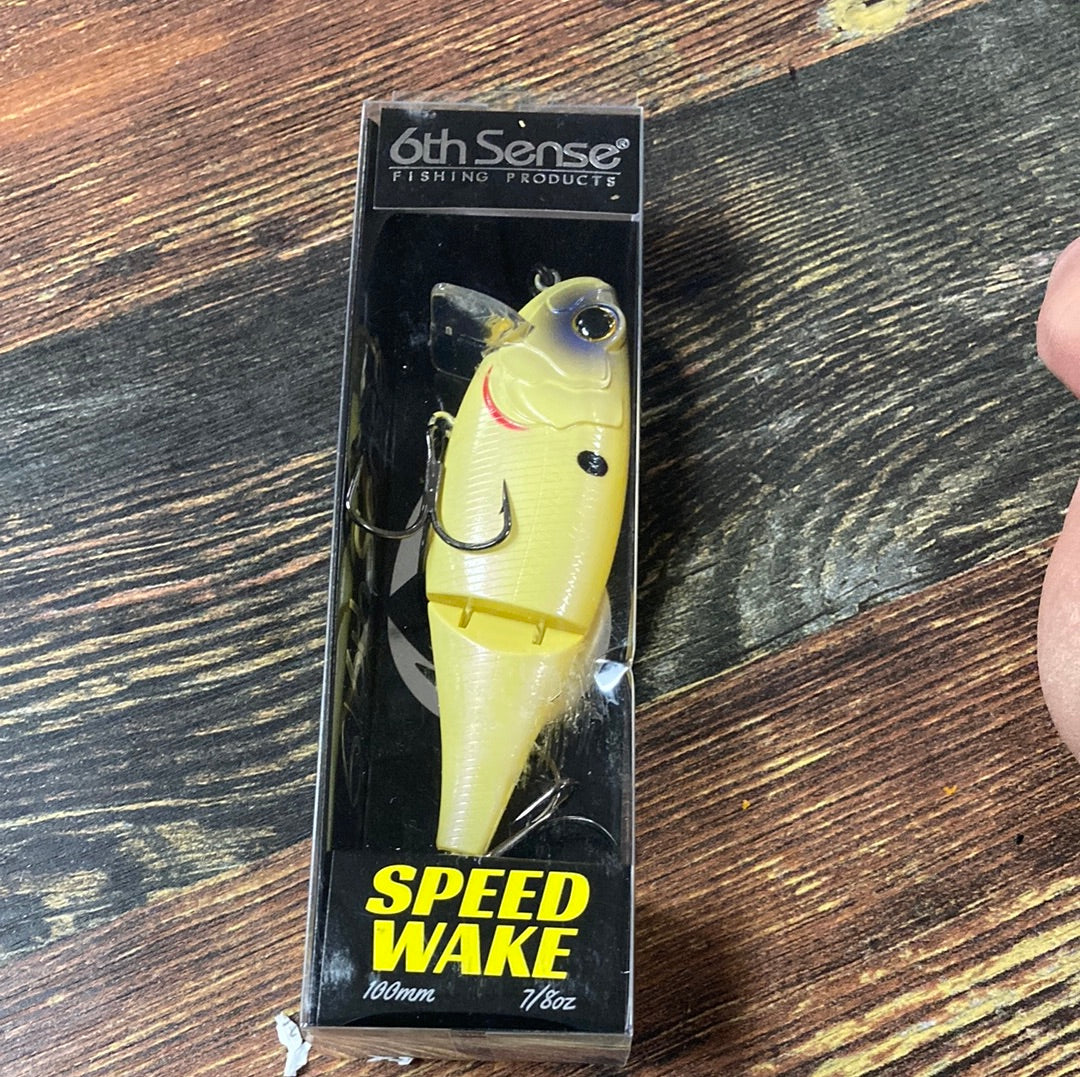 6th Sense®
FISHING PRODUCTS
SPEED
WAKE
100mm 7/8oz